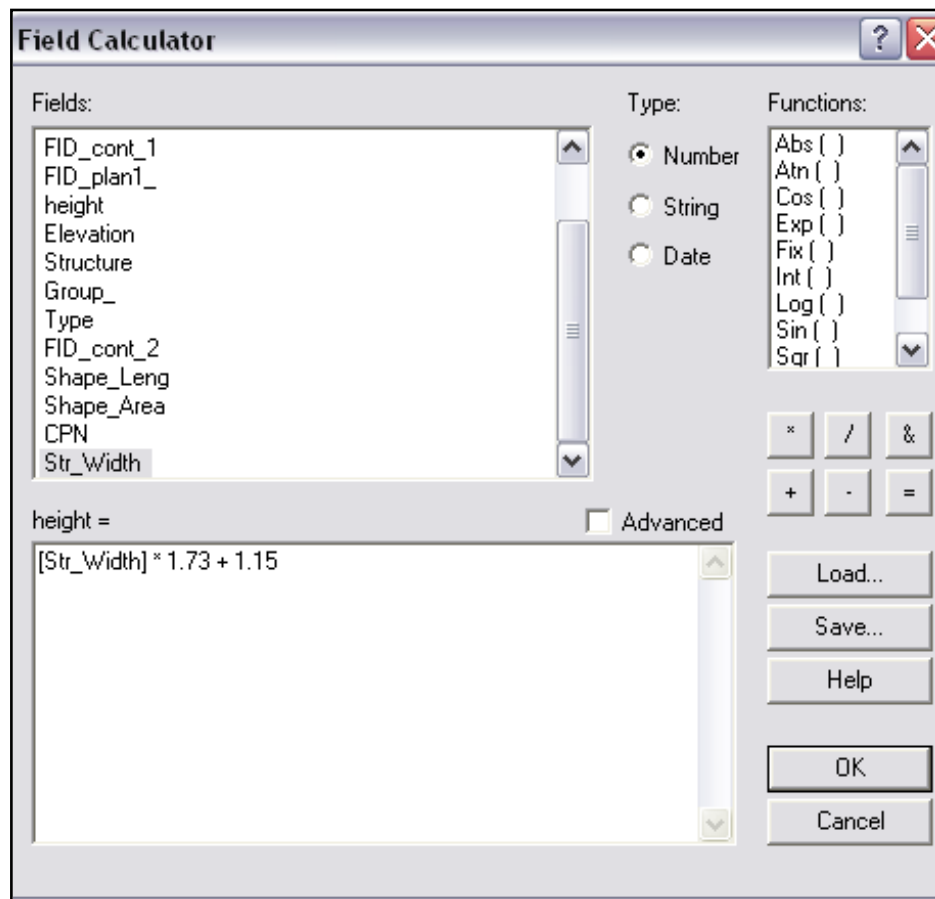 Field Calculator
?
Fields:
FID_cont_1
FID_plan1_
height
Elevation
Structure
Group_
Type
FID_cont_2
Shape_Leng
Shape_Area
CPN
Str_Width
Type:
Number
String
Date
Functions:
Abs ( )
Atn ( )
Cos ( )
Exp ( )
Fix ( )
Int ( )
Log ( )
Sin ( )
Sqr ( )
* / &
+ - =
height =
Advanced
[Str_Width] * 1.73 + 1.15
Load...
Save...
Help
OK
Cancel